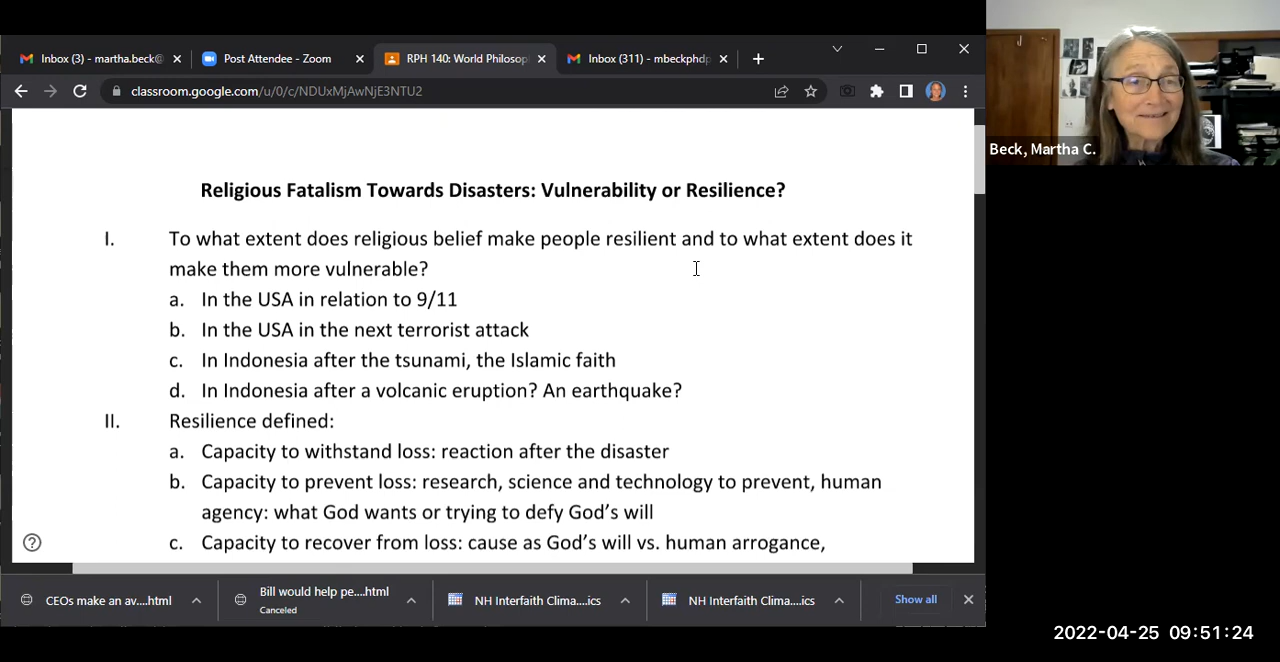 Inbox (3) - martha.beck@
Post Attendee - Zoom
RPH 140: World Philosop
Inbox (311) - mbeckphdp
classroom.google.com/u/0/c/NDUxMjAwNjE3NTU2
Beck, Martha C.
Religious Fatalism Towards Disasters: Vulnerability or Resilience?
I. To what extent does religious belief make people resilient and to what extent does it
make them more vulnerable?
a. In the USA in relation to 9/11
b. In the USA in the next terrorist attack
c. In Indonesia after the tsunami, the Islamic faith
d. In Indonesia after a volcanic eruption? An earthquake?
II. Resilience defined:
a. Capacity to withstand loss: reaction after the disaster
b. Capacity to prevent loss: research, science and technology to prevent, human
agency: what God wants or trying to defy God's will
c. Capacity to recover from loss: cause as God's will vs. human arrogance,
CEOs make an av....html
Bill would help pe....html
Canceled
NH Interfaith Clima....ics
NH Interfaith Clima....ics
Show all
2022-04-25 09:51:24